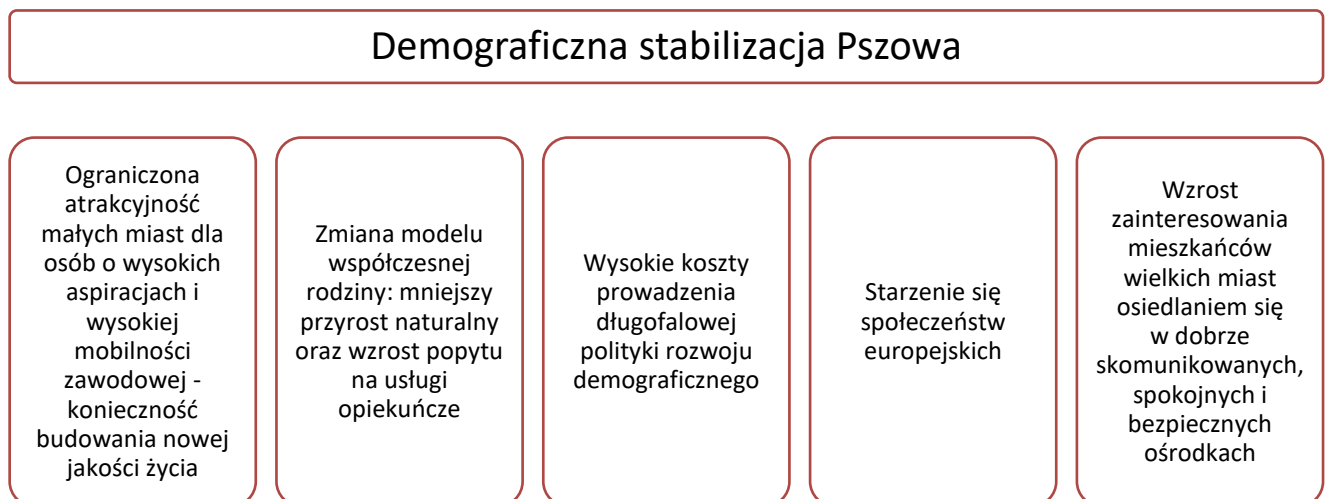 Demograficzna stabilizacja Pszowa
Ograniczona
atrakcyjność
małych miast dla
osób o wysokich
aspiracjach i
wysokiej
mobilności
zawodowej -
konieczność
budowania nowej
jakości życia
Zmiana modelu
współczesnej
rodziny: mniejszy
przyrost naturalny
oraz wzrost popytu
na usługi
opiekuńcze
Wysokie koszty
prowadzenia
długofalowej
polityki rozwoju
demograficznego
Starzenie się
społeczeństw
europejskich
Wzrost
zainteresowania
mieszkańców
wielkich miast
osiedlaniem się
w dobrze
skomunikowanych,
spokojnych i
bezpiecznych
ośrodkach